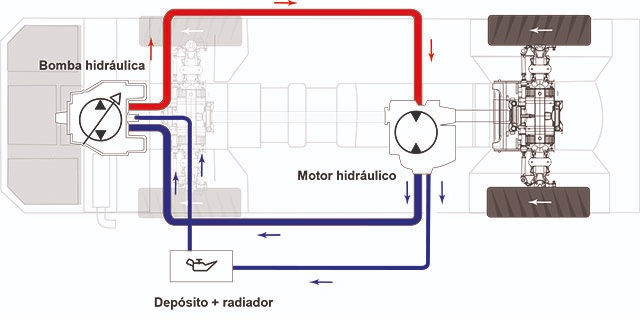 Bomba hidráulica
Motor hidráulico
Depósito + radiador